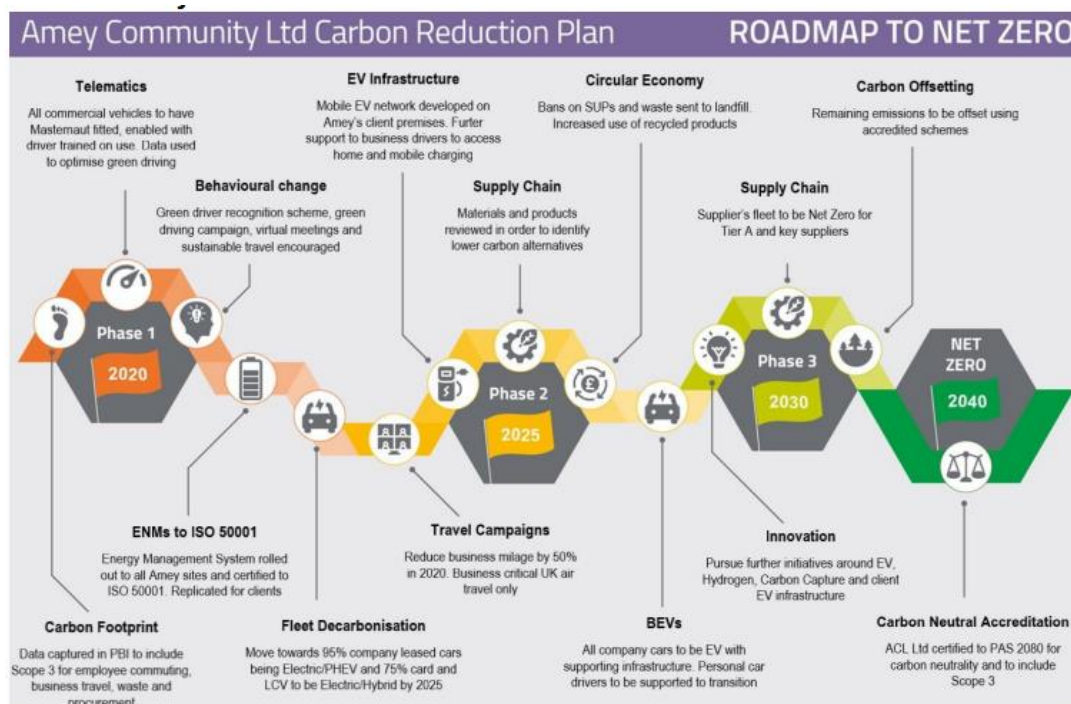 Amey Community Ltd Carbon Reduction Plan
ROADMAP TO NET ZERO
Telematics
All commercial vehicles to have
Masternaut fitted, enabled with
driver trained on use. Data used
to optimise green driving
Behavioural change
Green driver recognition scheme, green
driving campaign, virtual meetings and
sustainable travel encouraged
EV Infrastructure
Mobile EV network developed on
Amey's client premises. Furter
support to business drivers to access
home and mobile charging
Supply Chain
Materials and products
reviewed in order to identify
lower carbon alternatives
Circular Economy
Bans on SUPs and waste sent to landfill.
Increased use of recycled products
Supply Chain
Supplier's fleet to be Net Zero for
Tier A and key suppliers
Carbon Offsetting
Remaining emissions to be offset using
accredited schemes
Phase 1
2020
Phase 2
2025
Phase 3
2030
NET
ZERO
2040
£
ENMs to ISO 50001
Energy Management System rolled
out to all Amey sites and certified to
ISO 50001. Replicated for clients
Carbon Footprint
Data captured in PBI to include
Scope 3 for employee commuting,
business travel, waste and
procurement
Fleet Decarbonisation
Move towards 95% company leased cars
being Electric/PHEV and 75% card and
LCV to be Electric/Hybrid by 2025
Travel Campaigns
Reduce business milage by 50%
in 2020. Business critical UK air
travel only
BEVs
All company cars to be EV with
supporting infrastructure. Personal car
drivers to be supported to transition
Innovation
Pursue further initiatives around EV,
Hydrogen, Carbon Capture and client
EV infrastructure
Carbon Neutral Accreditation
ACL Ltd certified to PAS 2080 for
carbon neutrality and to include
Scope 3